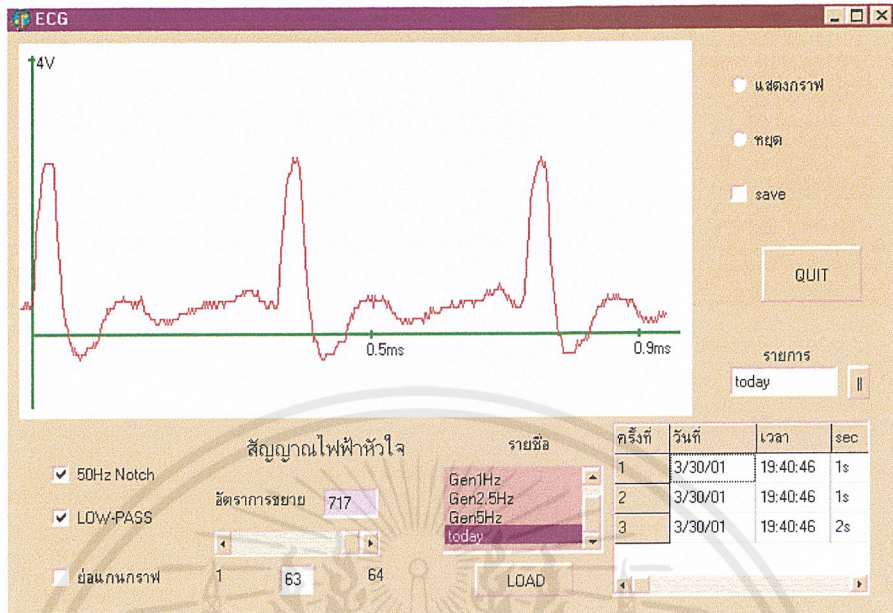 ECG
4V
0.5ms
0.9ms
แสดงกราฟ
หยุด
save
QUIT
รายการ
today
||
50Hz Notch
LOW-PASS
ย่อแกนกราฟ
สัญญาณไฟฟ้าหัวใจ
อัตราการขยาย 717
1 63 64
รายชื่อ
Gen1Hz
Gen2.5Hz
Gen5Hz
today
LOAD
ครั้งที่ วันที่ เวลา sec
1 3/30/01 19:40:46 1s
2 3/30/01 19:40:46 1s
3 3/30/01 19:40:46 2s